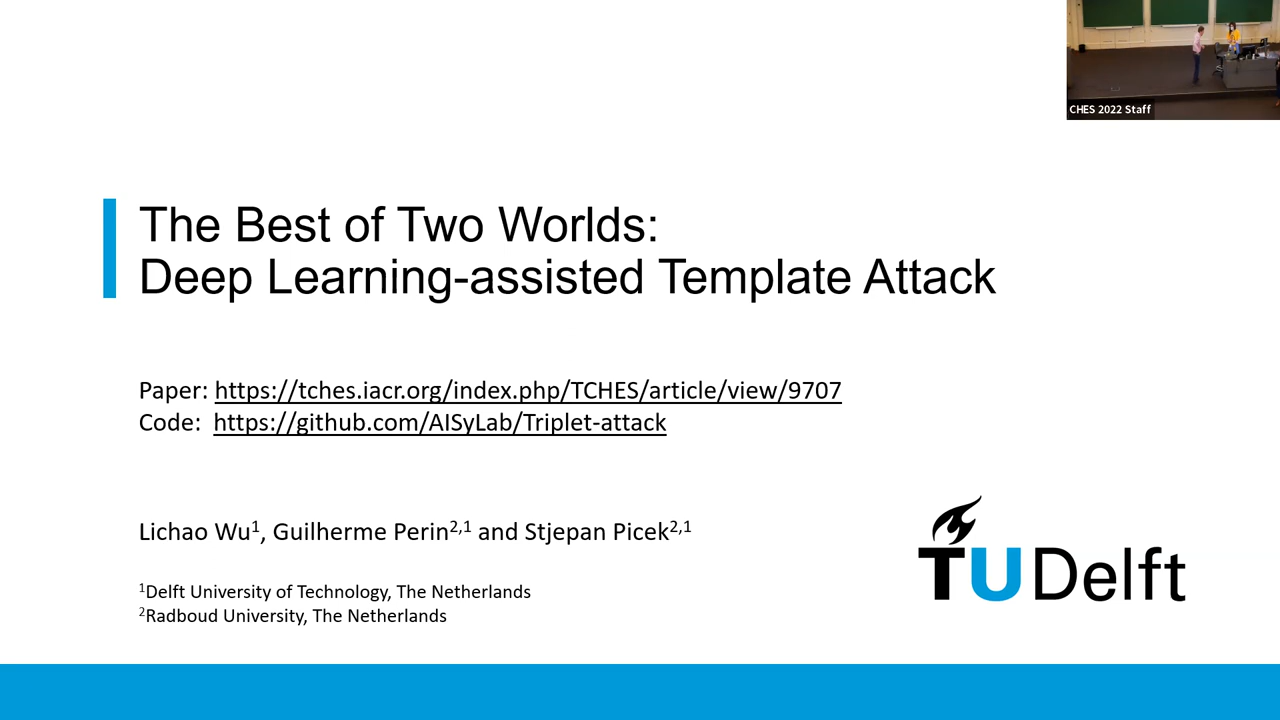 CHES 2022 Staff
The Best of Two Worlds:
Deep Learning-assisted Template Attack
Paper: https://tches.iacr.org/index.php/TCHES/article/view/9707
Code: https://github.com/AISyLab/Triplet-attack
Lichao Wu¹, Guilherme Perin²,¹ and Stjepan Picek²,¹
¹Delft University of Technology, The Netherlands
²Radboud University, The Netherlands
TUDelft